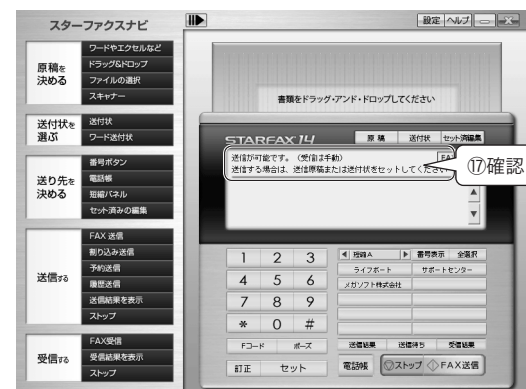 スターファクスナビ
設定 ヘルプ
原稿を
決める
ワードやエクセルなど
ドラッグ&ドロップ
ファイルの選択
スキャナー
送付状を
選ぶ
送付状
ワード送付状
送り先を
決める
番号ボタン
電話帳
短縮パネル
セット済みの編集
送信する
FAX 送信
割り込み送信
予約送信
履歴送信
送信結果を表示
ストップ
受信する
FAX受信
受信結果を表示
ストップ
書類をドラッグ・アンド・ドロップしてください
STARFAX 14
原 稿 送付状 セット済編集
送信が可能です。（受信は手動） FA
送信する場合は、送信原稿または送付状をセットしてください
⑰確認
1 2 3
4 5 6
7 8 9
* 0 #
Fコード ポーズ
訂正 セット
短縮A 番号表示 全選択
ライフボート サポートセンター
メガソフト株式会社
送信結果 送信待ち 受信結果
電話帳 ストップ FAX送信